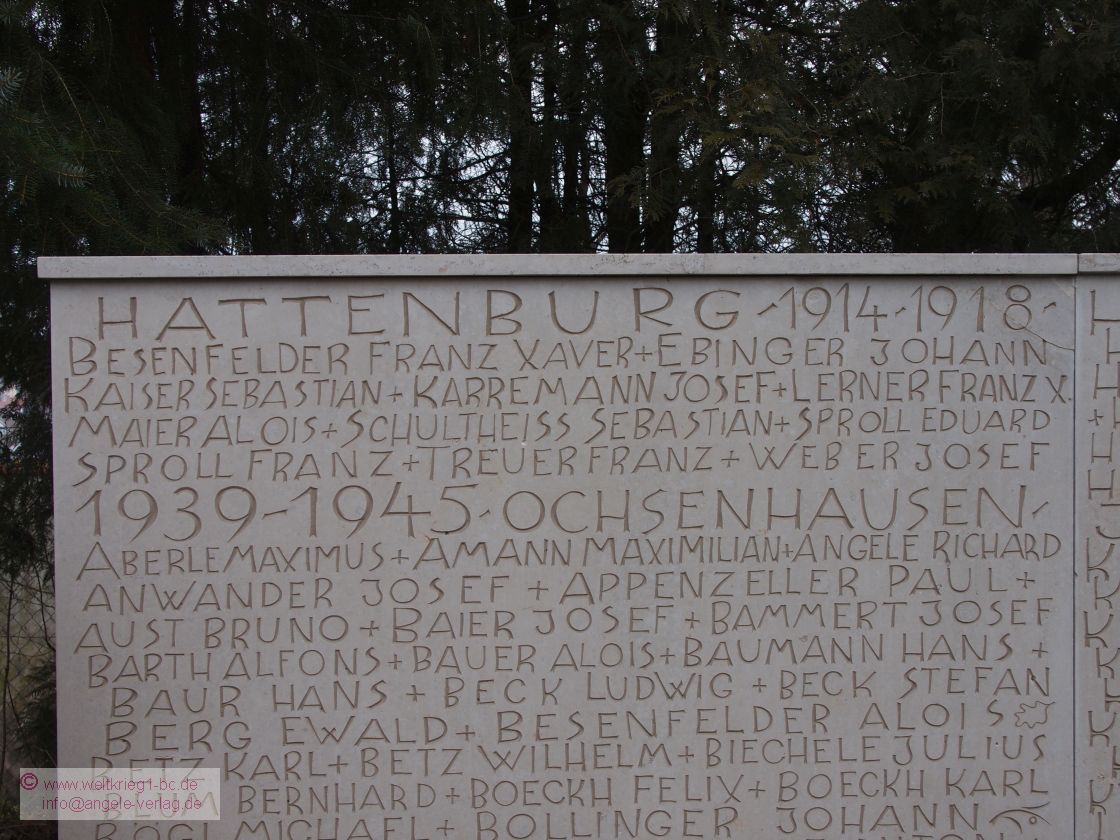 HATTENBURG-1914-1918-
BESENFELDER FRANZ XAVER+EBINGER JOHANN
KAISER SEBASTIAN+KARREMANN JOSEF+LERNER FRANZ X.
MAIER ALOIS+SCHULTHEISS SEBASTIAN+SPROLL EDUARD
SPROLL FRANZ+TREUER FRANZ+WEBER JOSEF
1939-1945·OCHSENHAUSEN-
ABERLE MAXIMUS+AMANN MAXIMILIAN+ANGELE RICHARD
ANWANDER JOSEF+APPENZELLER PAUL+
AUST BRUNO+BAIER JOSEF+BAMMERT JOSEF
BARTH ALFONS+BAUER ALOIS+BAUMANN HANS+
BAUR HANS+BECK LUDWIG+BECK STEFAN
BERG EWALD+BESENFELDER ALOIS
BETZ KARL+BETZ WILHELM+BIECHELE JULIUS
BLUM BERNHARD+BOECKH FELIX+BOECKH KARL
BÖGL MICHAEL+BOLLINGER JOHANN
© www.weltkrieg1-bc.de
info@angele-verlag.de